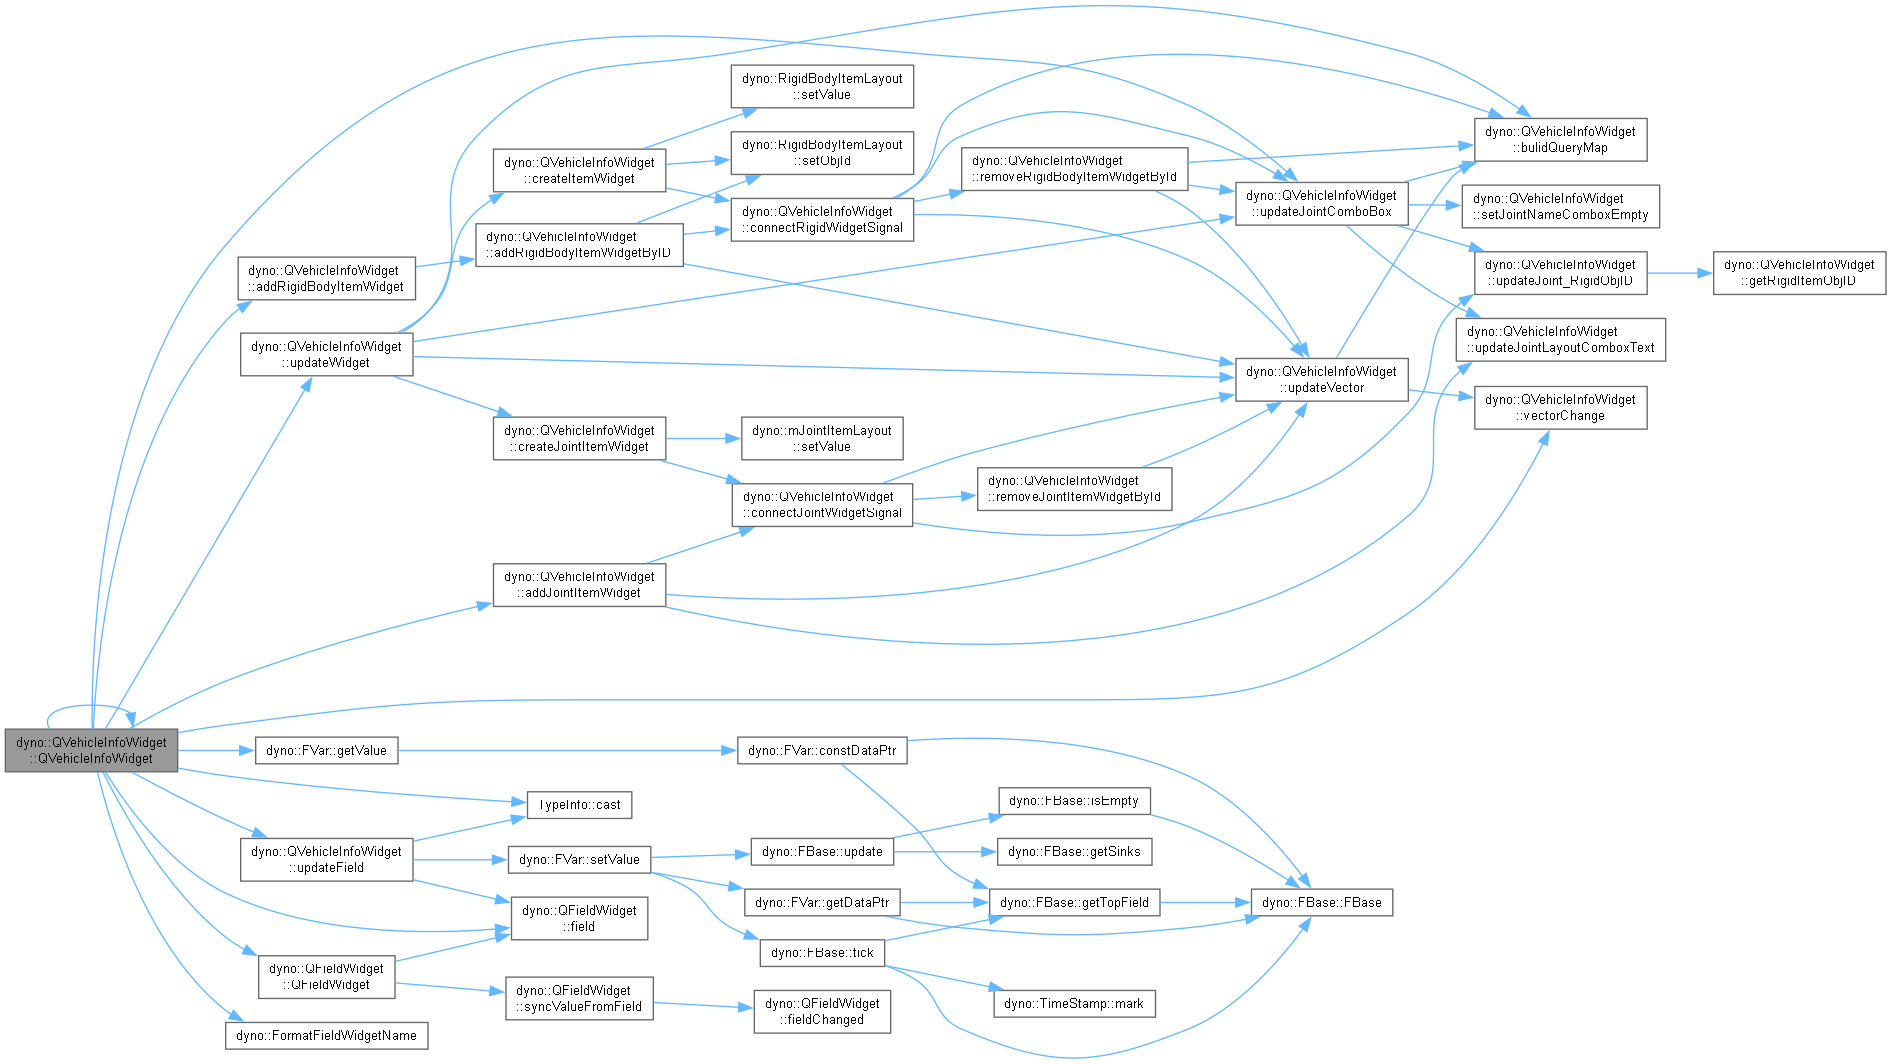 dyno::RigidBodyItemLayout
::setValue
dyno::QVehicleInfoWidget
::bulidQueryMap
dyno::RigidBodyItemLayout
::setObjId
dyno::QVehicleInfoWidget
::createItemWidget
dyno::QVehicleInfoWidget
::removeRigidBodyItemWidgetById
dyno::QVehicleInfoWidget
::updateJointComboBox
dyno::QVehicleInfoWidget
::setJointNameComboxEmpty
dyno::QVehicleInfoWidget
::connectRigidWidgetSignal
dyno::QVehicleInfoWidget
::addRigidBodyItemWidgetByID
dyno::QVehicleInfoWidget
::addRigidBodyItemWidget
dyno::QVehicleInfoWidget
::updateJoint_RigidObjID
dyno::QVehicleInfoWidget
::getRigidItemObjID
dyno::QVehicleInfoWidget
::updateJointLayoutComboxText
dyno::QVehicleInfoWidget
::updateWidget
dyno::QVehicleInfoWidget
::updateVector
dyno::QVehicleInfoWidget
::vectorChange
dyno::QVehicleInfoWidget
::createJointItemWidget
dyno::mJointItemLayout
::setValue
dyno::QVehicleInfoWidget
::removeJointItemWidgetById
dyno::QVehicleInfoWidget
::connectJointWidgetSignal
dyno::QVehicleInfoWidget
::addJointItemWidget
dyno::QVehicleInfoWidget
::QVehicleInfoWidget
dyno::FVar::getValue
dyno::FVar::constDataPtr
TypeInfo::cast
dyno::FBase::isEmpty
dyno::QVehicleInfoWidget
::updateField
dyno::FVar::setValue
dyno::FBase::update
dyno::FBase::getSinks
dyno::FVar::getDataPtr
dyno::FBase::getTopField
dyno::FBase::FBase
dyno::QFieldWidget
::field
dyno::FBase::tick
dyno::QFieldWidget
::QFieldWidget
dyno::QFieldWidget
::syncValueFromField
dyno::TimeStamp::mark
dyno::QFieldWidget
::fieldChanged
dyno::FormatFieldWidgetName